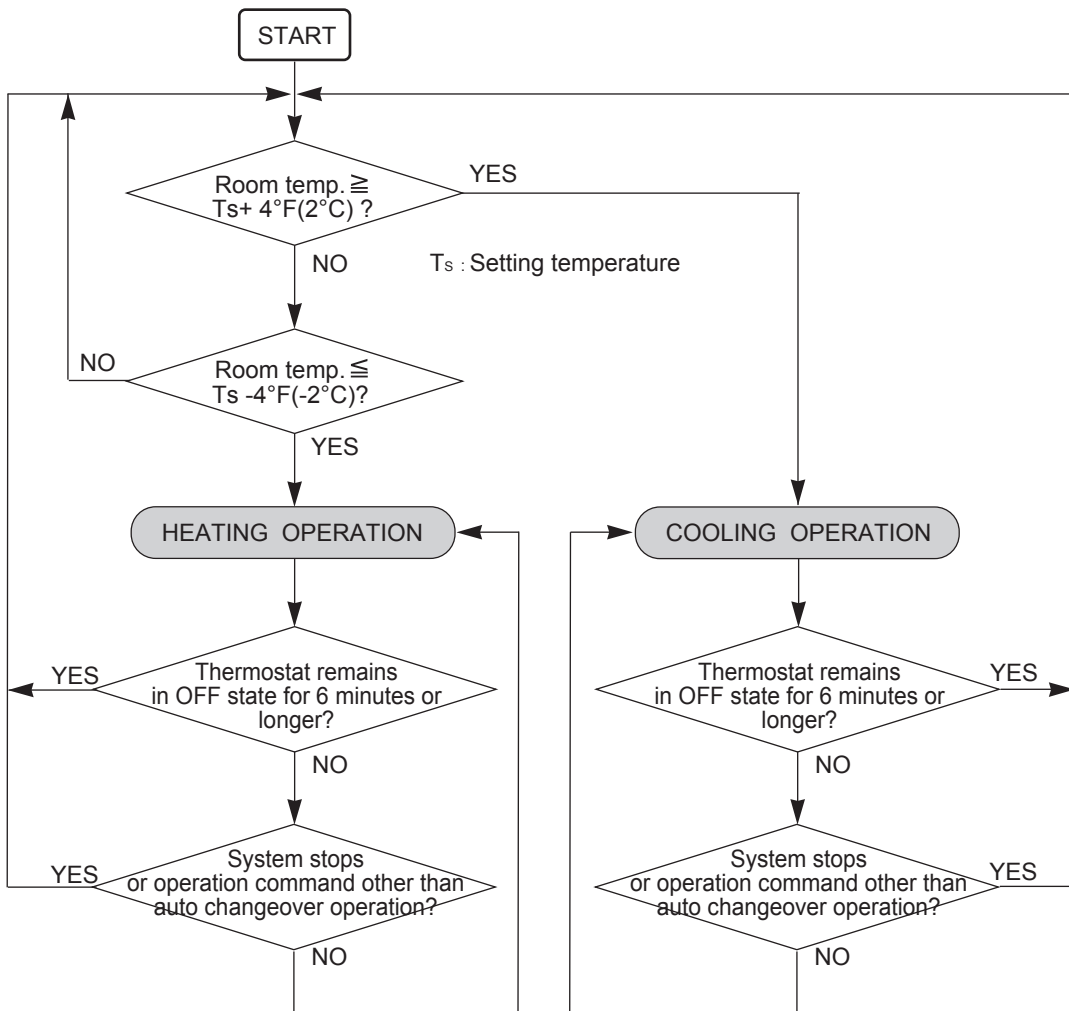 START
Room temp. ≧
Ts+ 4°F(2°C) ?
YES
NO
Ts : Setting temperature
NO
Room temp. ≦
Ts -4°F(-2°C)?
YES
HEATING OPERATION
COOLING OPERATION
YES
Thermostat remains
in OFF state for 6 minutes or
longer?
NO
Thermostat remains
in OFF state for 6 minutes or
longer?
YES
NO
YES
System stops
or operation command other than
auto changeover operation?
NO
System stops
or operation command other than
auto changeover operation?
YES
NO